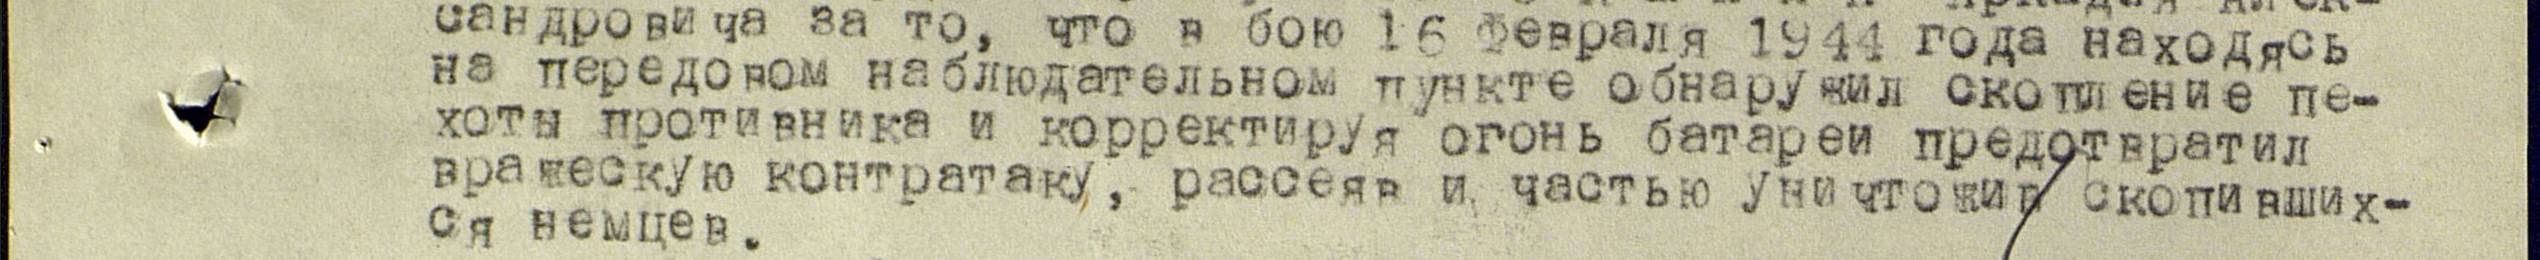 сандровича за то, что в бою 16 февраля 1944 года находясь
на передовом наблюдательном пункте обнаружил скопление пе-
хоты противника и корректируя огонь батареи предотвратил
вражескую контратаку, рассеяв и частью уничтожив скопивших-
ся немцев.